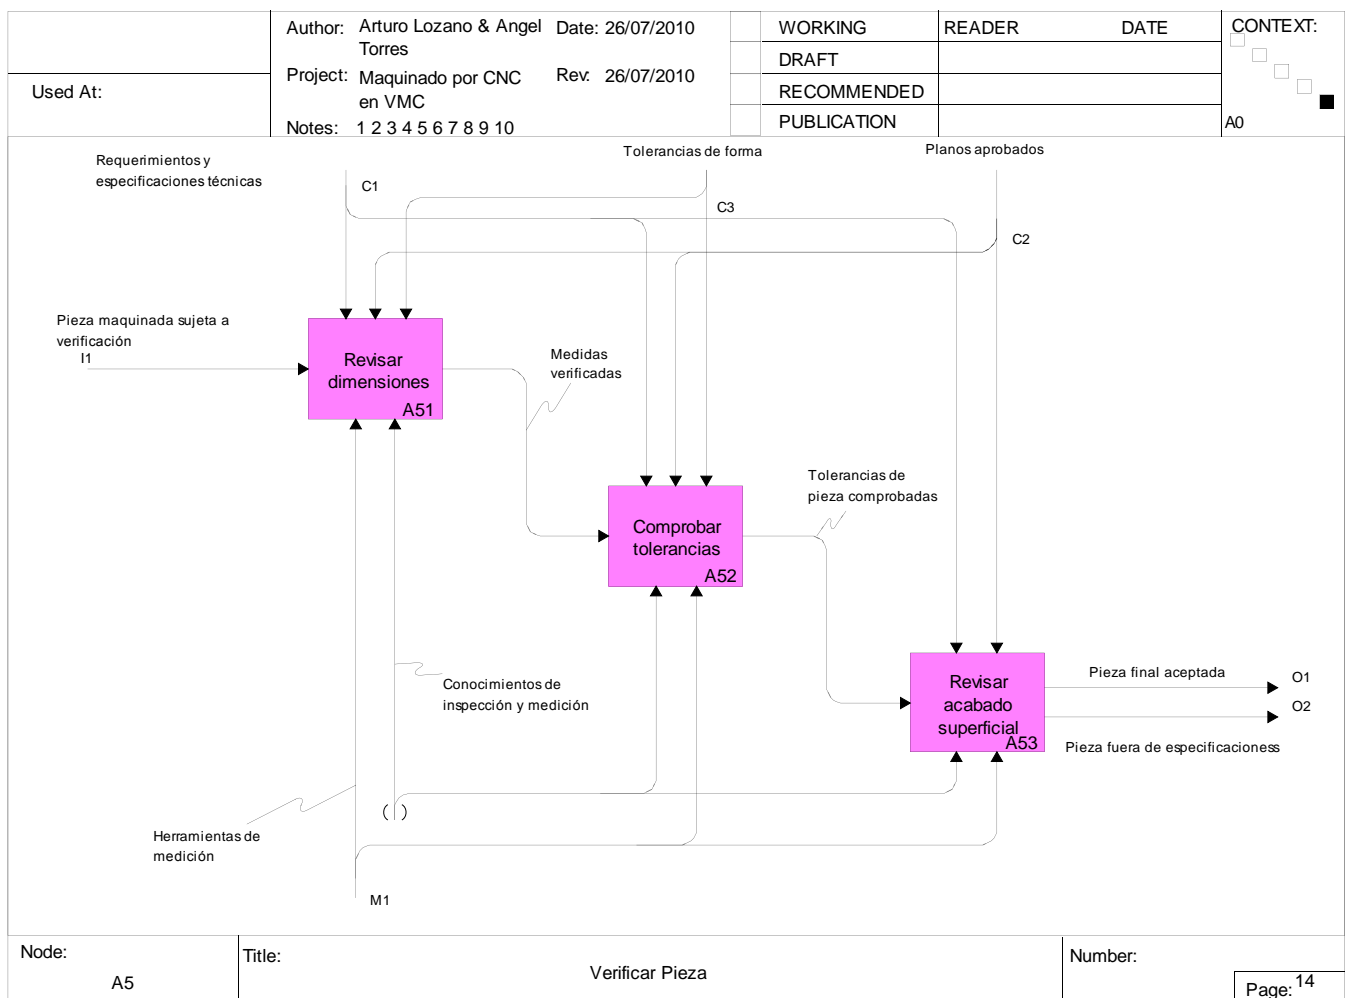 Used At:
Author: Arturo Lozano & Angel
Torres
Date: 26/07/2010
Project: Maquinado por CNC
en VMC
Rev: 26/07/2010
Notes: 1 2 3 4 5 6 7 8 9 10
WORKING
DRAFT
RECOMMENDED
PUBLICATION
READER
DATE
CONTEXT:
A0
Requerimientos y
especificaciones técnicas
C1
Tolerancias de forma
C3
Planos aprobados
C2
Pieza maquinada sujeta a
verificación
I1
Revisar
dimensiones
A51
Medidas
verificadas
Comprobar
tolerancias
A52
Tolerancias de
pieza comprobadas
Revisar
acabado
superficial
A53
Pieza final aceptada
O1
O2
Pieza fuera de especificacioness
Conocimientos de
inspección y medición
( )
Herramientas de
medición
M1
Node:
A5
Title:
Verificar Pieza
Number:
Page: 14